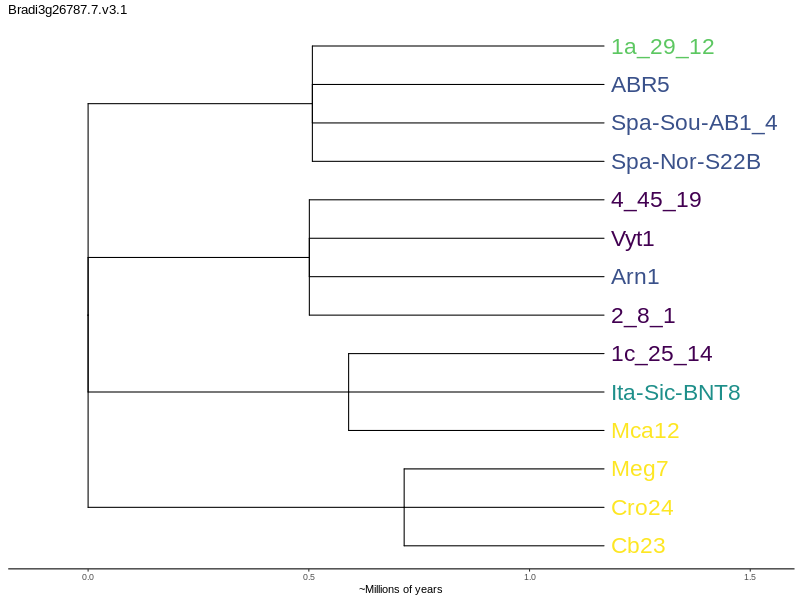 Bradi3g26787.7.v3.1
1a_29_12
ABR5
Spa-Sou-AB1_4
Spa-Nor-S22B
4_45_19
Vyt1
Arn1
2_8_1
1c_25_14
Ita-Sic-BNT8
Mca12
Meg7
Cro24
Cb23
0.0 0.5 1.0 1.5
~Millions of years